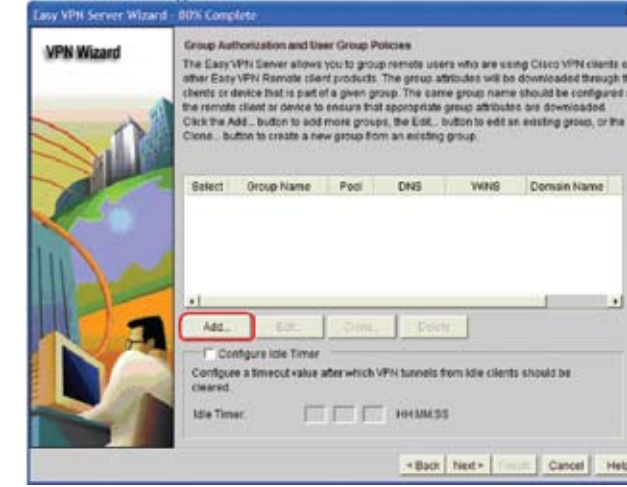 Easy VPN Server Wizard - 80% Complete
VPN Wizard
Group Authorization and User Group Policies
The Easy VPN Server allows you to group remote users who are using Cisco VPN clients o
other Easy VPN Remote client products. The group attributes will be downloaded through t
clients or device that is part of a given group. The same group name should be configured
the remote client or device to ensure that appropriate group attributes are downloaded.
Click the Add... button to add more groups, the Edit... button to edit an existing group, or the
Clone... button to create a new group from an existing group.
Select Group Name Pool DNS WINS Domain Name
Add... Edit... Clone... Delete
Configure Idle Timer
Configure a timeout value after which VPN tunnels from idle clients should be
cleared.
Idle Timer: HH:MM:SS
< Back Next > Finish Cancel Help